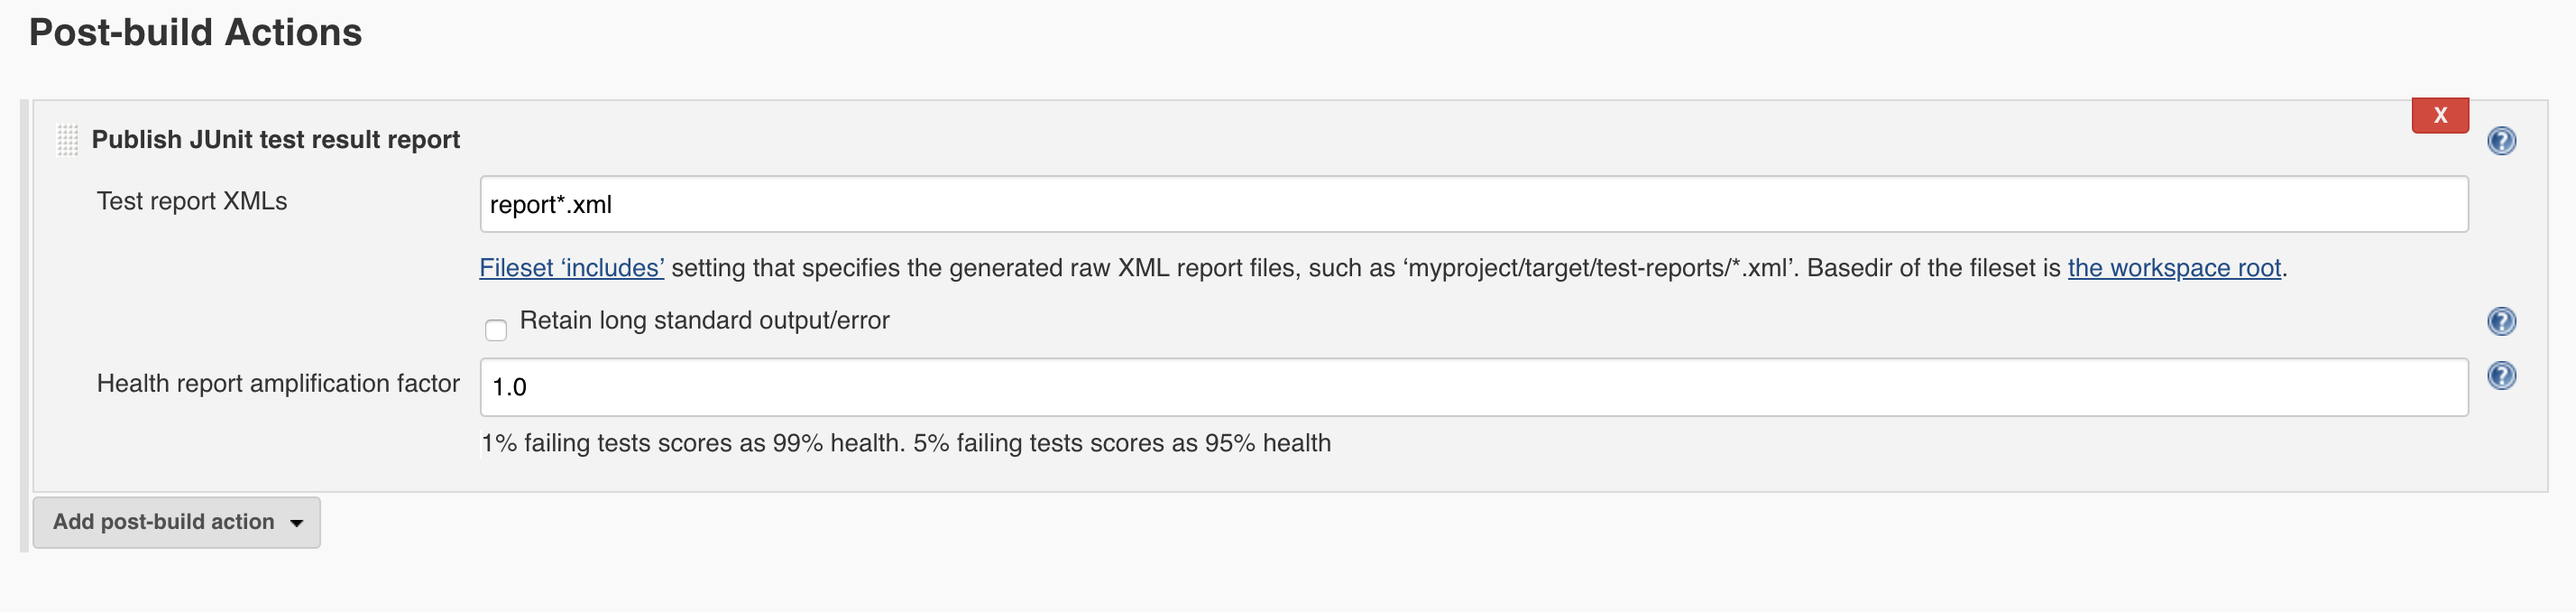 Post-build Actions
X
Publish JUnit test result report
?
Test report XMLs
report*.xml
Fileset ‘includes’ setting that specifies the generated raw XML report files, such as ‘myproject/target/test-reports/*.xml’. Basedir of the fileset is the workspace root.
Retain long standard output/error
?
Health report amplification factor
1.0
?
1% failing tests scores as 99% health. 5% failing tests scores as 95% health
Add post-build action